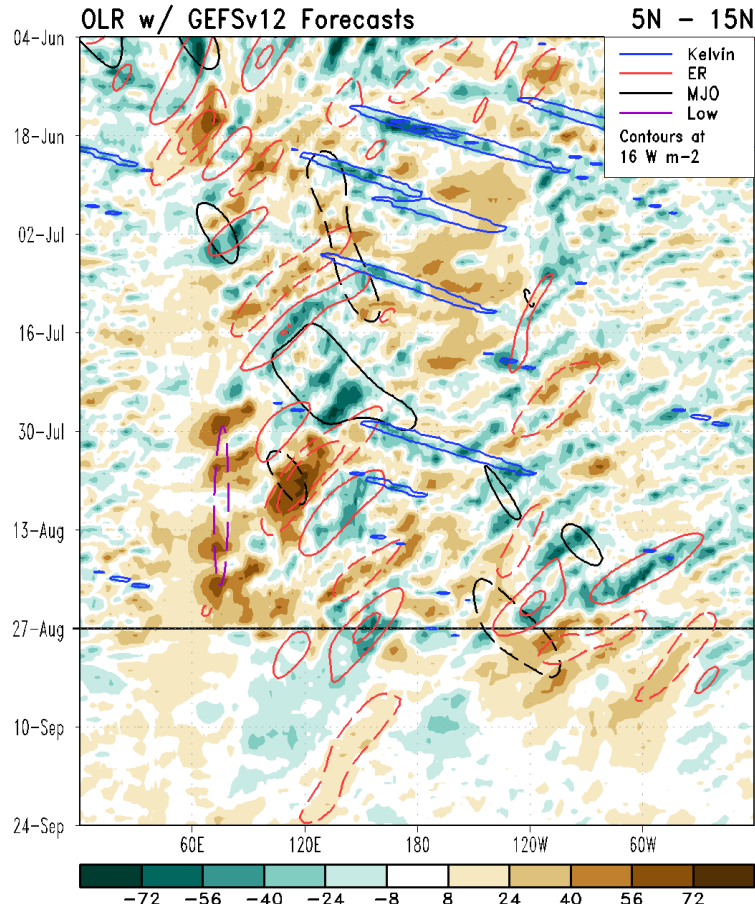 OLR w/ GEFSv12 Forecasts
5N - 15N
04-Jun
18-Jun
02-Jul
16-Jul
30-Jul
13-Aug
27-Aug
10-Sep
24-Sep
Kelvin
ER
MJO
Low
Contours at
16 W m-2
60E 120E 180 120W 60W
-72 -56 -40 -24 -8 8 24 40 56 72